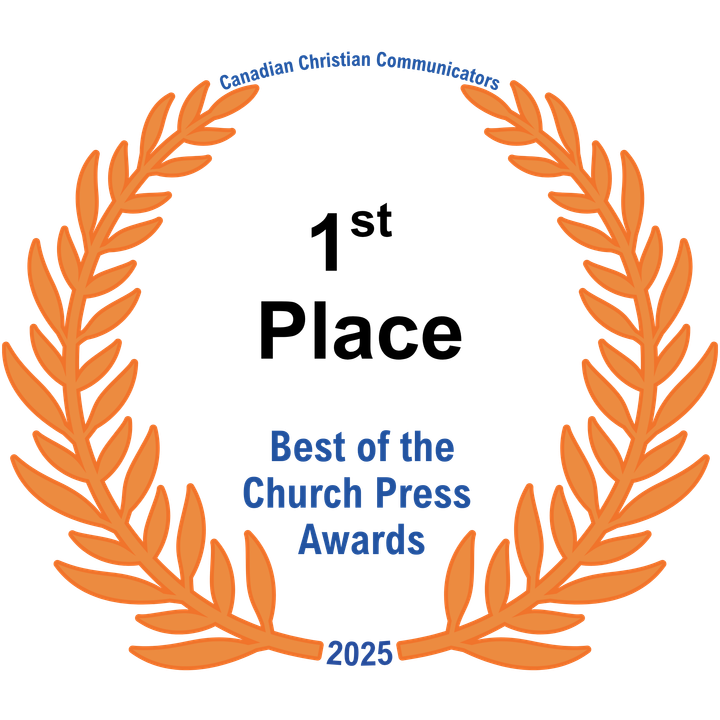 Canadian Christian Communicators
1st
Place
Best of the
Church Press
Awards
2025